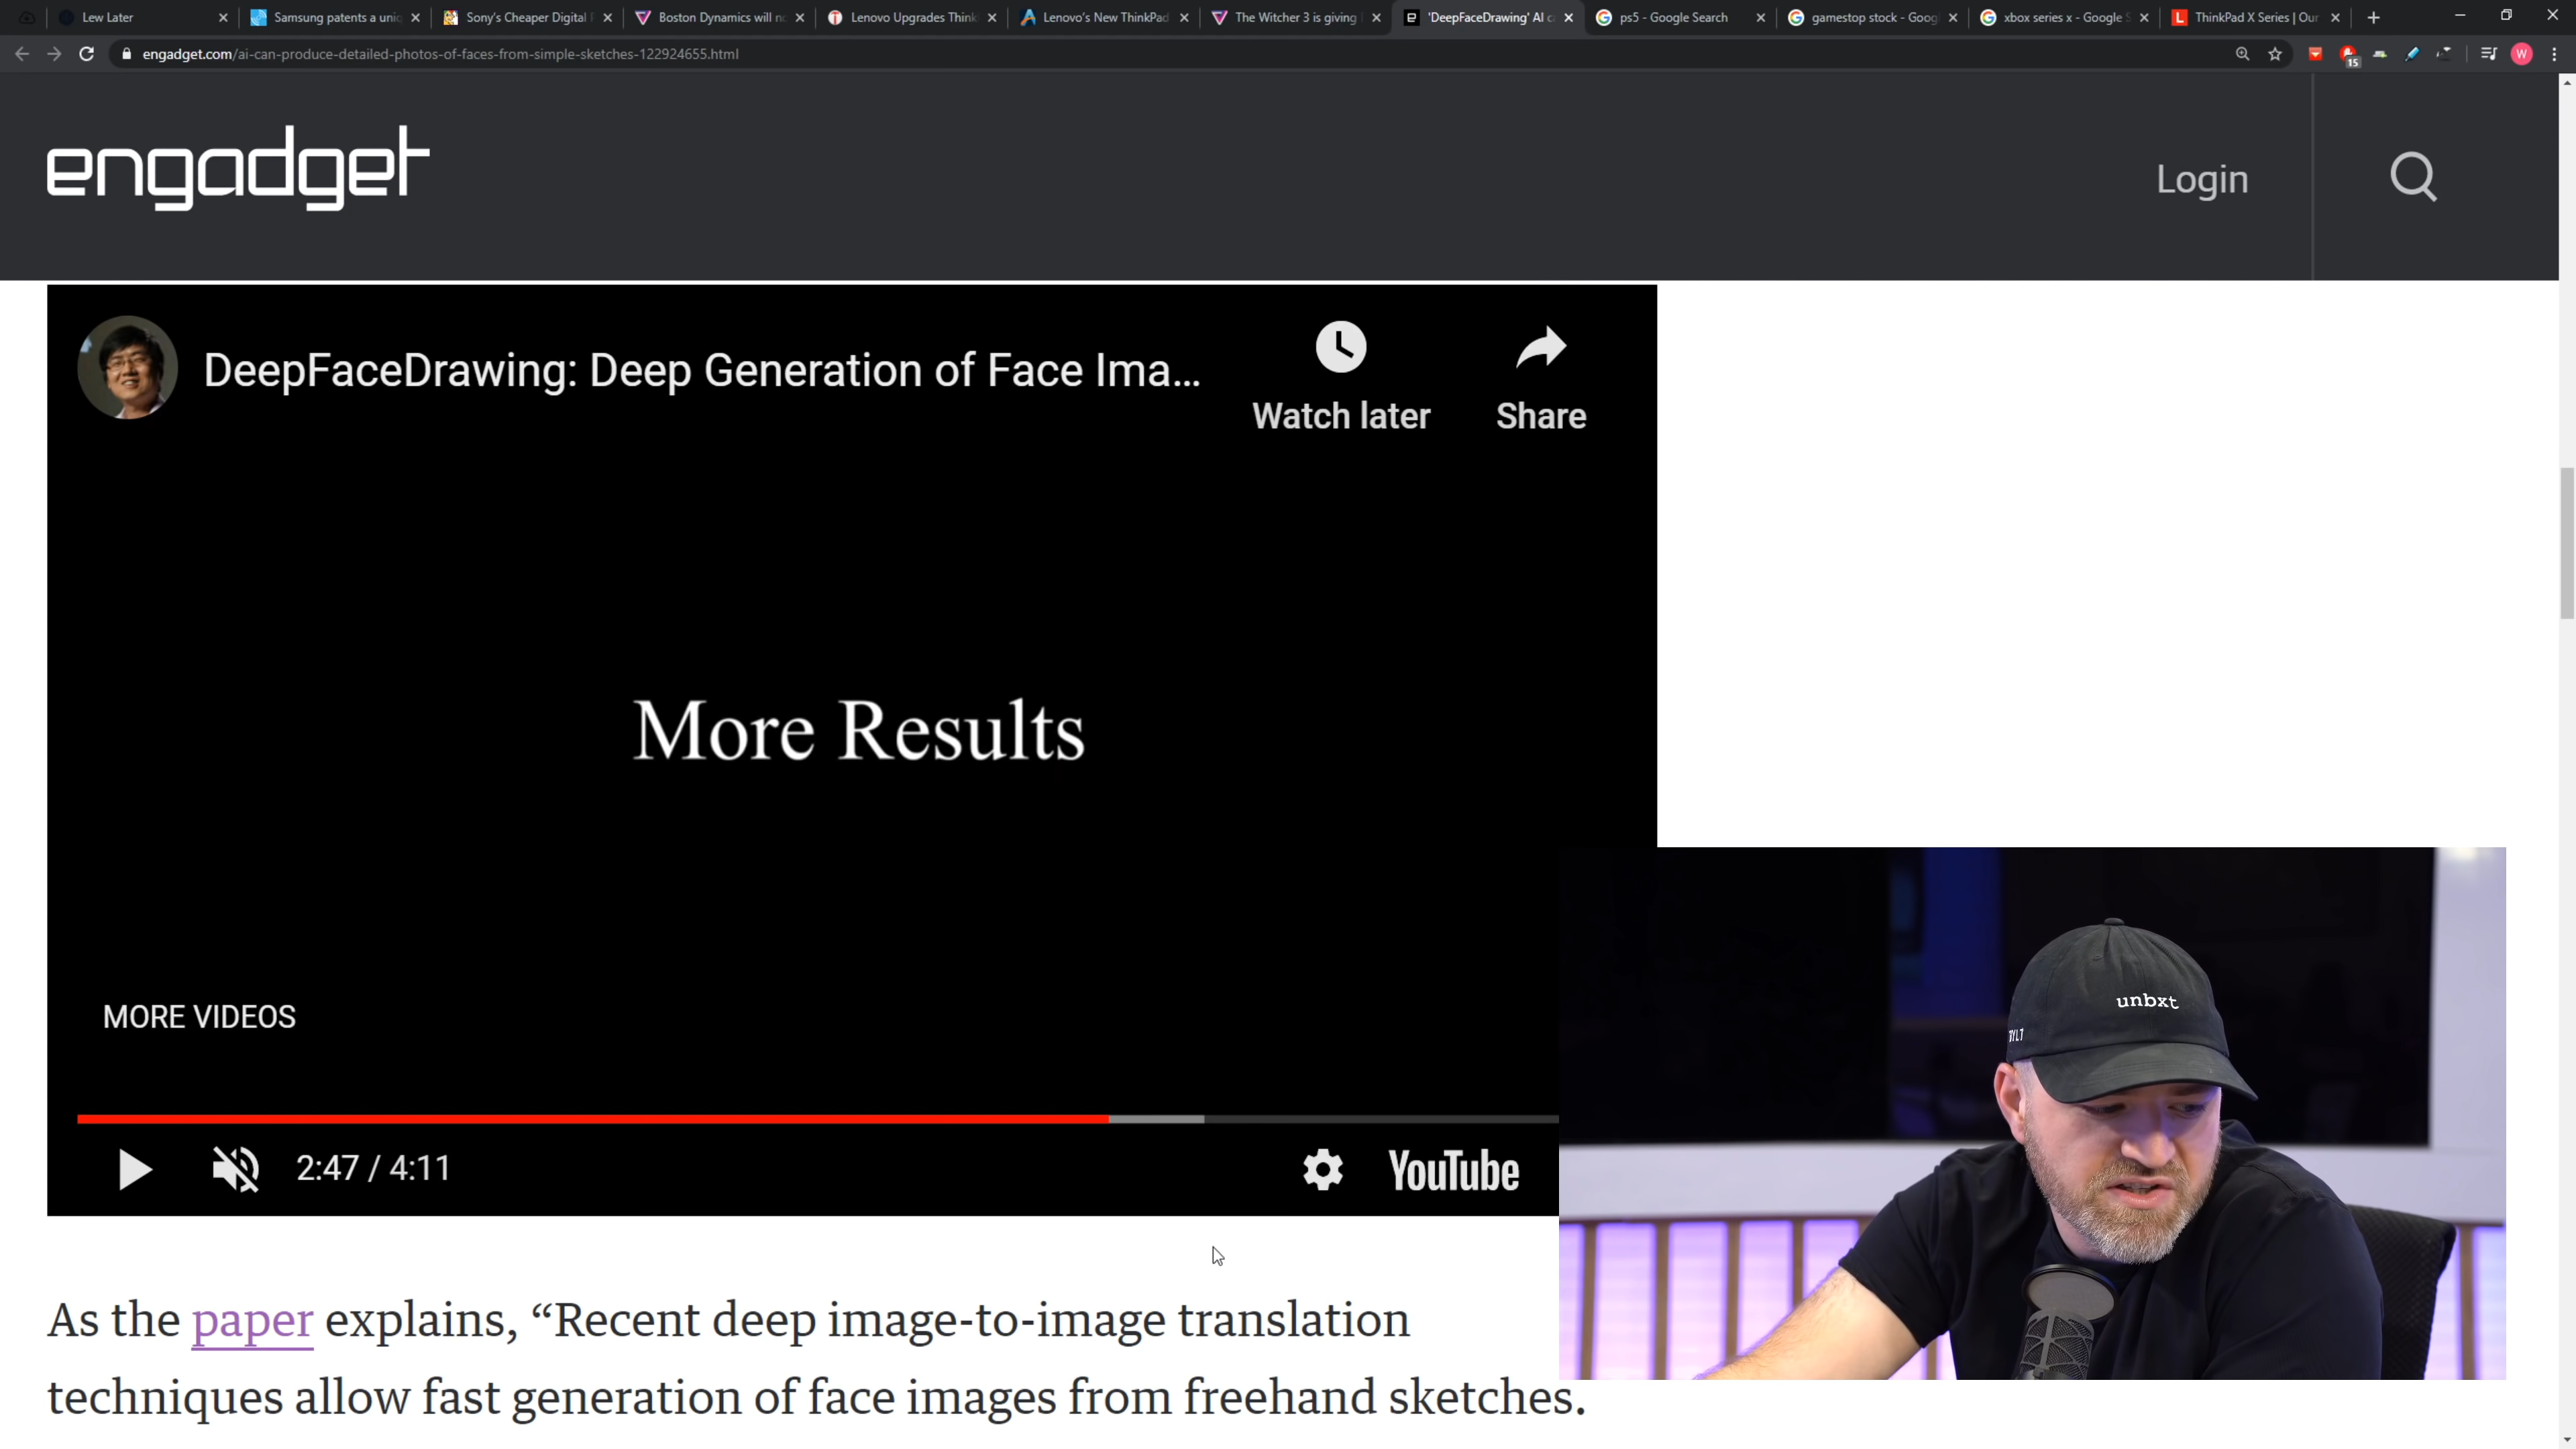 Lew Later
Samsung patents a uniq
Sony's Cheaper Digital
Boston Dynamics will n
Lenovo Upgrades Think
Lenovo's New ThinkPad
The Witcher 3 is giving
'DeepFaceDrawing' AI c
ps5 - Google Search
gamestop stock - Goog
xbox series x - Google S
ThinkPad X Series | Our
engadget.com/ai-can-produce-detailed-photos-of-faces-from-simple-sketches-122924655.html
15
W
engadget
Login
DeepFaceDrawing: Deep Generation of Face Ima...
Watch later
Share
More Results
MORE VIDEOS
2:47 / 4:11
YouTube
unbxt
As the paper explains, “Recent deep image-to-image translation
techniques allow fast generation of face images from freehand sketches.